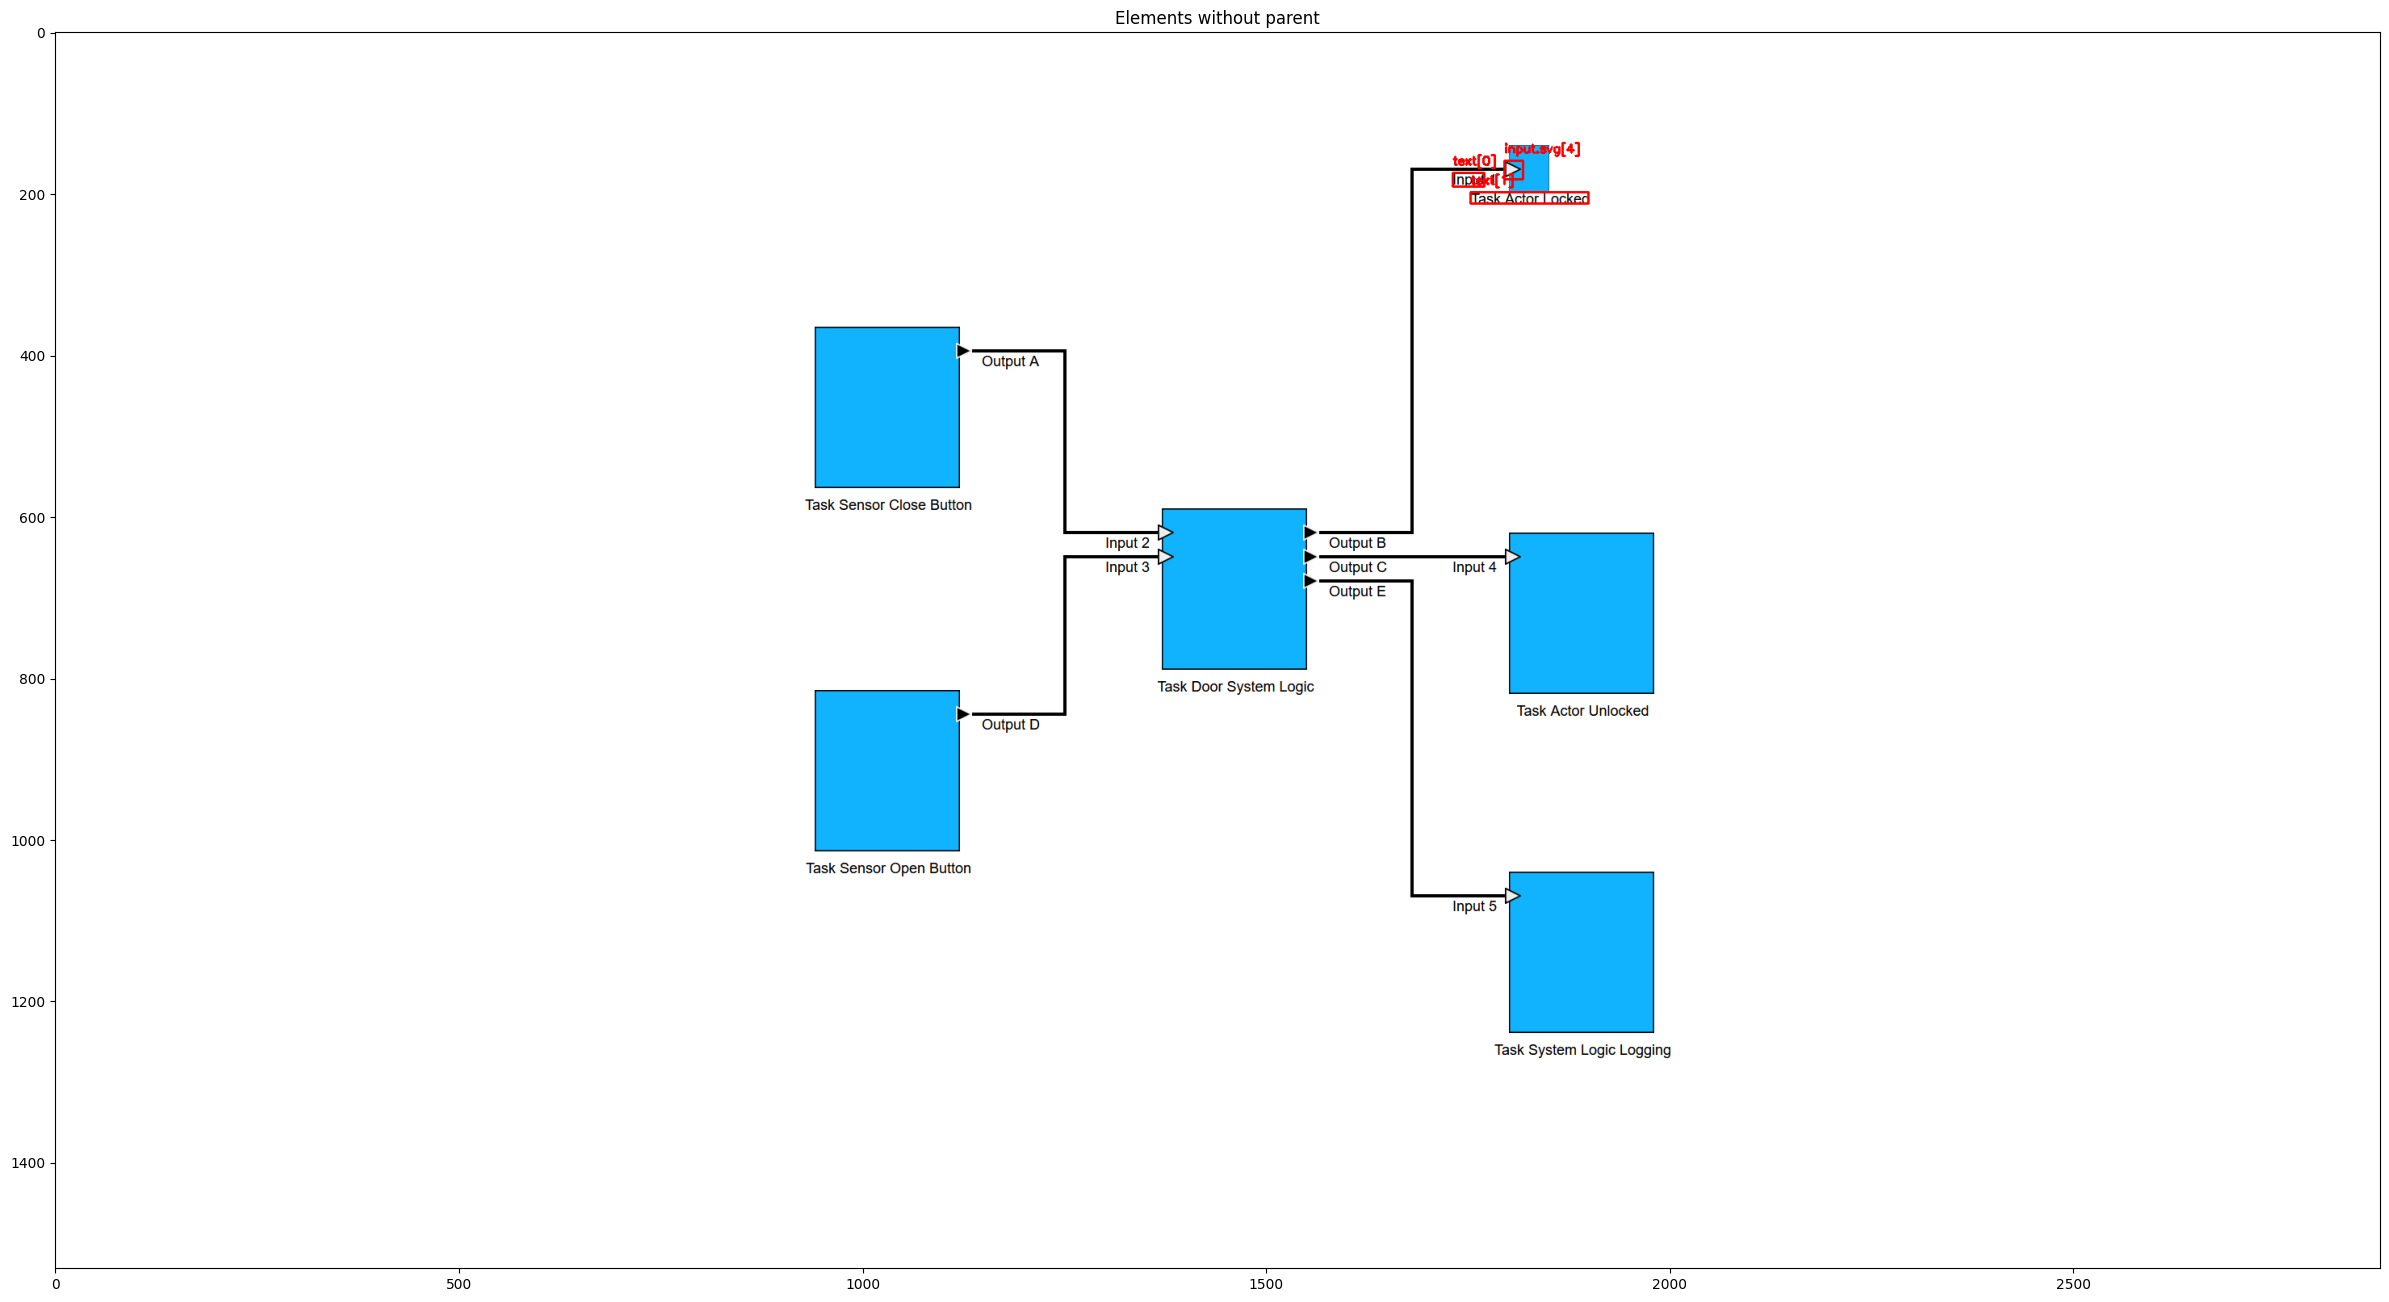 Elements without parent
0
200
400
600
800
1000
1200
1400
input.svg[4]
text[0]
Input
text[1]
Task Actor Locked
Output A
Task Sensor Close Button
Input 2
Input 3
Output B
Output C
Output E
Input 4
Task Door System Logic
Task Actor Unlocked
Output D
Task Sensor Open Button
Input 5
Task System Logic Logging
0
500
1000
1500
2000
2500